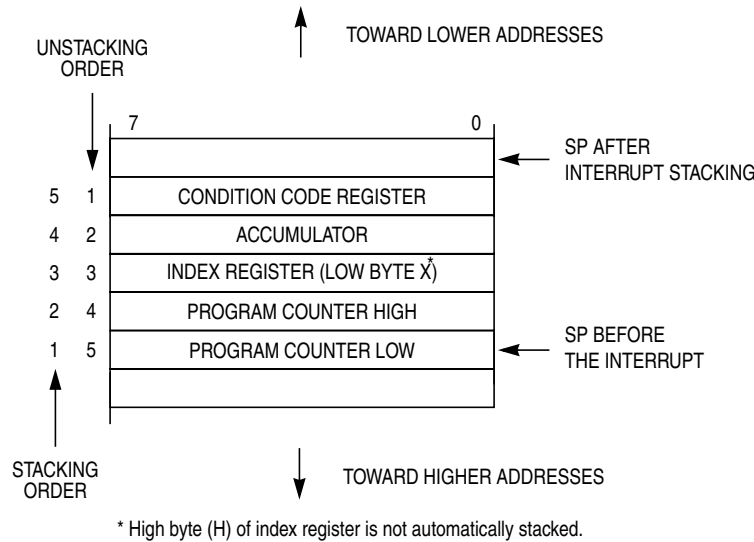 TOWARD LOWER ADDRESSES
UNSTACKING
ORDER
7 0
SP AFTER
INTERRUPT STACKING
5 1 CONDITION CODE REGISTER
4 2 ACCUMULATOR
3 3 INDEX REGISTER (LOW BYTE X*)
2 4 PROGRAM COUNTER HIGH
1 5 PROGRAM COUNTER LOW
SP BEFORE
THE INTERRUPT
STACKING
ORDER
TOWARD HIGHER ADDRESSES
* High byte (H) of index register is not automatically stacked.